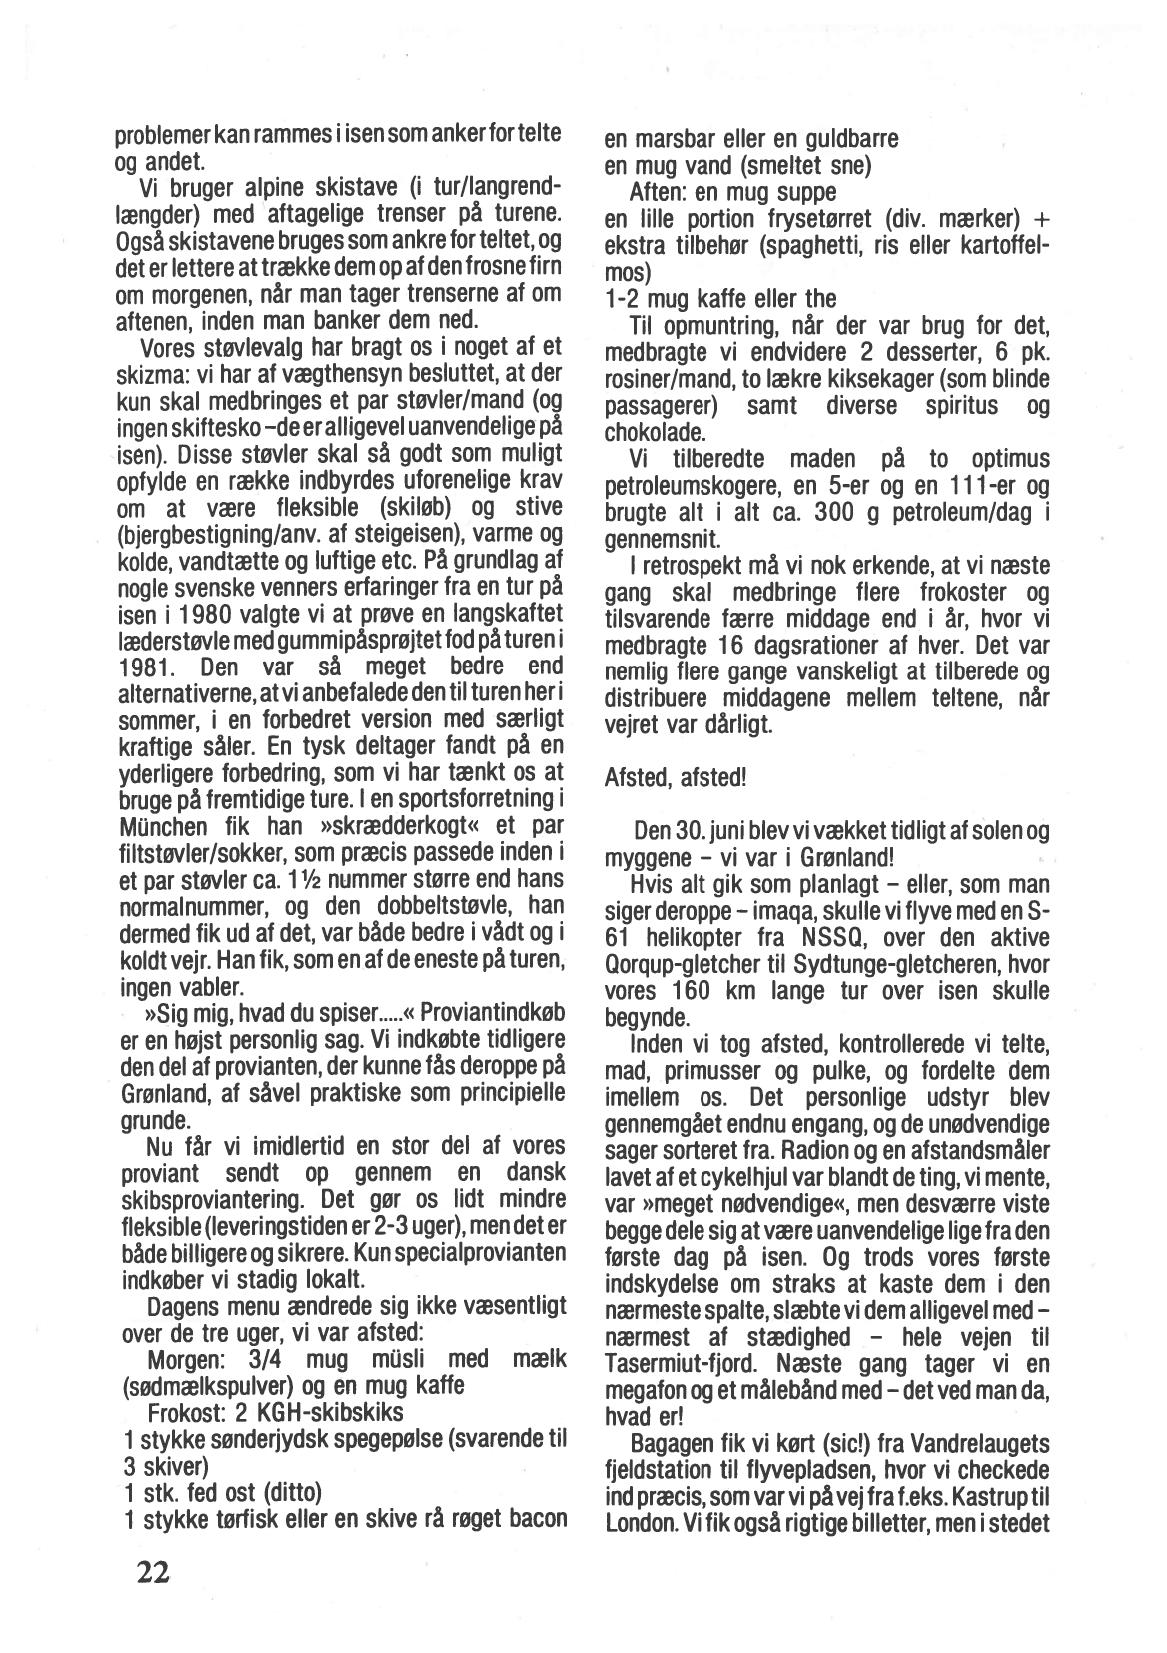 problemer kan rammes i isen som anker for telte
og andet.
Vi bruger alpine skistave (i tur/langrend-
længder) med aftagelige trenser på turene.
Også skistavene bruges som ankre for teltet, og
det er lettere at trække dem op af den frosne firn
om morgenen, når man tager trenserne af om
aftenen, inden man banker dem ned.
Vores støvlevalg har bragt os i noget af et
skizma: vi har af vægthensyn besluttet, at der
kun skal medbringes et par støvler/mand (og
ingen skiftesko – de er alligevel uanvendelige på
isen). Disse støvler skal så godt som muligt
opfylde en række indbyrdes uforenelige krav
om at være fleksible (skiløb) og stive
(bjergbestigning/anv. af steigeisen), varme og
kolde, vandtætte og luftige etc. På grundlag af
nogle svenske venners erfaringer fra en tur på
isen i 1980 valgte vi at prøve en langskaftet
læderstøvle med gummipåsprøjtet fod på turen i
1981. Den var så meget bedre end
alternativerne, at vi anbefalede den til turen her i
sommer, i en forbedret version med særligt
kraftige såler. En tysk deltager fandt på en
yderligere forbedring, som vi har tænkt os at
bruge på fremtidige ture. I en sportsforretning i
München fik han »skrædderkogt« et par
filtstøvler/sokker, som præcis passede inden i
et par støvler ca. 1½ nummer større end hans
normalnummer, og den dobbeltstøvle, han
dermed fik ud af det, var både bedre i vådt og i
koldt vejr. Han fik, som en af de eneste på turen,
ingen vabler.
»Sig mig, hvad du spiser.....« Proviantindkøb
er en højst personlig sag. Vi indkøbte tidligere
den del af provianten, der kunne fås deroppe på
Grønland, af såvel praktiske som principielle
grunde.
Nu får vi imidlertid en stor del af vores
proviant sendt op gennem en dansk
skibsproviantering. Det gør os lidt mindre
fleksible (leveringstiden er 2-3 uger), men det er
både billigere og sikrere. Kun specialprovianten
indkøber vi stadig lokalt.
Dagens menu ændrede sig ikke væsentligt
over de tre uger, vi var afsted:
Morgen: 3/4 mug müsli med mælk
(sødmælkspulver) og en mug kaffe
Frokost: 2 KGH-skibskiks
1 stykke sønderjydsk spegepølse (svarende til
3 skiver)
1 stk. fed ost (ditto)
1 stykke tørfisk eller en skive rå røget bacon
22
en marsbar eller en guldbarre
en mug vand (smeltet sne)
Aften: en mug suppe
en lille portion frysetørret (div. mærker) +
ekstra tilbehør (spaghetti, ris eller kartoffel-
mos)
1-2 mug kaffe eller the
Til opmuntring, når der var brug for det,
medbragte vi endvidere 2 desserter, 6 pk.
rosiner/mand, to lækre kiksekager (som blinde
passagerer) samt diverse spiritus og
chokolade.
Vi tilberedte maden på to optimus
petroleumskogere, en 5-er og en 111-er og
brugte alt i alt ca. 300 g petroleum/dag i
gennemsnit.
I retrospekt må vi nok erkende, at vi næste
gang skal medbringe flere frokoster og
tilsvarende færre middage end i år, hvor vi
medbragte 16 dagsrationer af hver. Det var
nemlig flere gange vanskeligt at tilberede og
distribuere middagene mellem teltene, når
vejret var dårligt.
Afsted, afsted!
Den 30. juni blev vi vækket tidligt af solen og
myggene – vi var i Grønland!
Hvis alt gik som planlagt – eller, som man
siger deroppe – imaqa, skulle vi flyve med en S-
61 helikopter fra NSSQ, over den aktive
Qorqup-gletcher til Sydtunge-gletcheren, hvor
vores 160 km lange tur over isen skulle
begynde.
Inden vi tog afsted, kontrollerede vi telte,
mad, primusser og pulke, og fordelte dem
imellem os. Det personlige udstyr blev
gennemgået endnu engang, og de unødvendige
sager sorteret fra. Radion og en afstandsmåler
lavet af et cykelhjul var blandt de ting, vi mente,
var »meget nødvendige«, men desværre viste
begge dele sig at være uanvendelige lige fra den
første dag på isen. Og trods vores første
indskydelse om straks at kaste dem i den
nærmeste spalte, slæbte vi dem alligevel med –
nærmest af stædighed – hele vejen til
Tasermiut-fjord. Næste gang tager vi en
megafon og et målebånd med – det ved man da,
hvad er!
Bagagen fik vi kørt (sic!) fra Vandrelaugets
fjeldstation til flyvepladsen, hvor vi checkede
ind præcis, som var vi på vej fra f.eks. Kastrup til
London. Vi fik også rigtige billetter, men i stedet